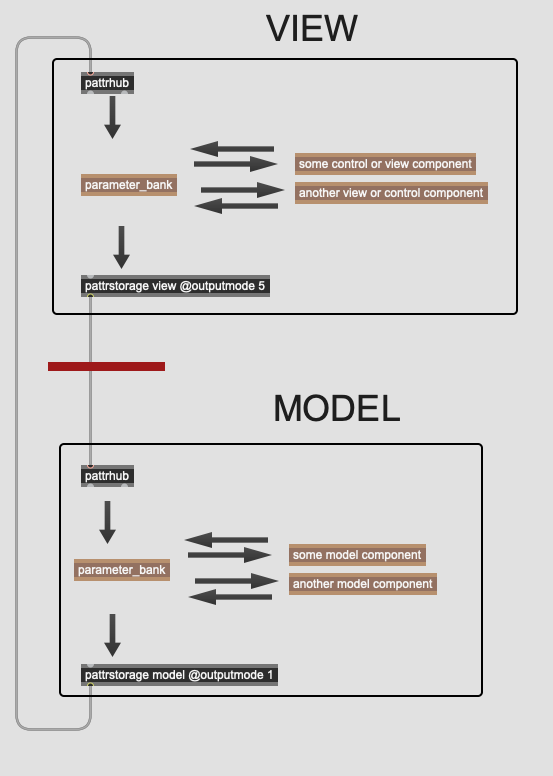 VIEW
pattrhub
some control or view component
parameter_bank
another view or control component
pattrstorage view @outputmode 5
MODEL
pattrhub
some model component
parameter_bank
another model component
pattrstorage model @outputmode 1